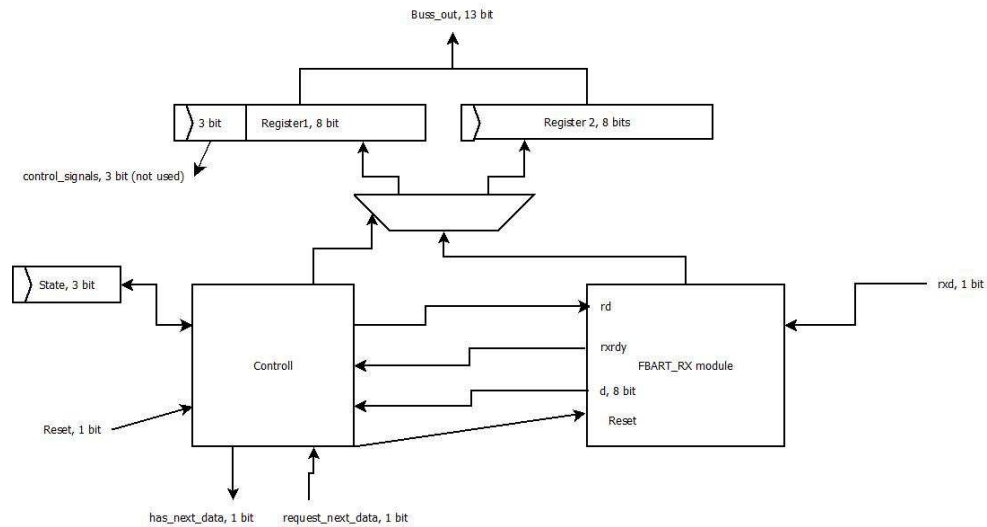 Buss_out, 13 bit
3 bit
Register1, 8 bit
Register 2, 8 bits
control_signals, 3 bit (not used)
State, 3 bit
rxd, 1 bit
rd
rxrdy
Controll
FBART_RX module
d, 8 bit
Reset
Reset, 1 bit
has_next_data, 1 bit
request_next_data, 1 bit